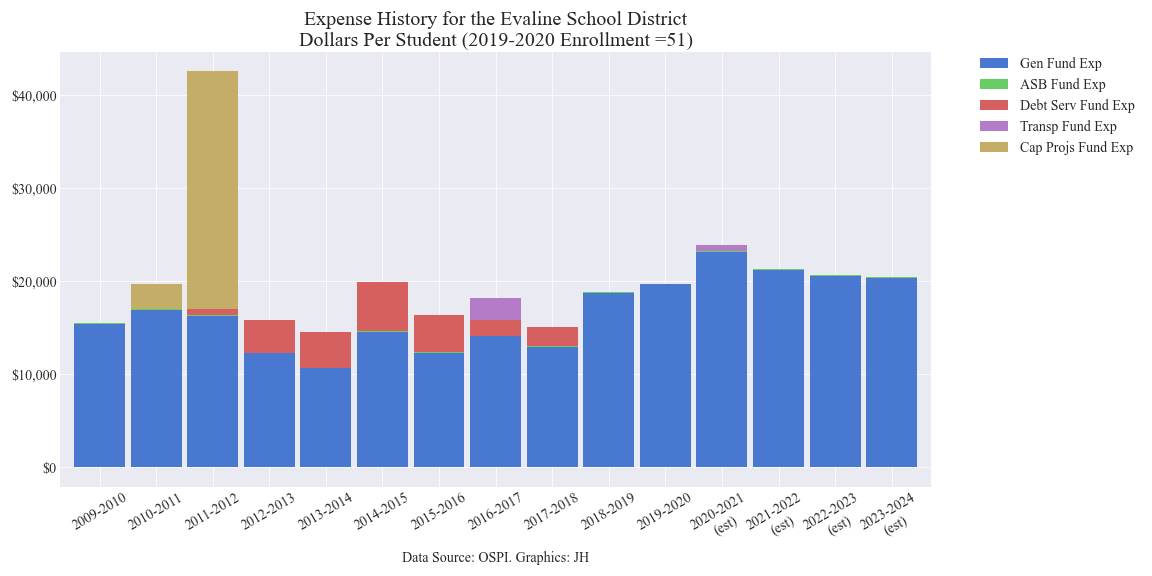 Expense History for the Evaline School District
Dollars Per Student (2019-2020 Enrollment =51)
Gen Fund Exp
ASB Fund Exp
Debt Serv Fund Exp
Transp Fund Exp
Cap Projs Fund Exp
$40,000
$30,000
$20,000
$10,000
$0
2009-2010
2010-2011
2011-2012
2012-2013
2013-2014
2014-2015
2015-2016
2016-2017
2017-2018
2018-2019
2019-2020
2020-2021
(est)
2021-2022
(est)
2022-2023
(est)
2023-2024
(est)
Data Source: OSPI. Graphics: JH